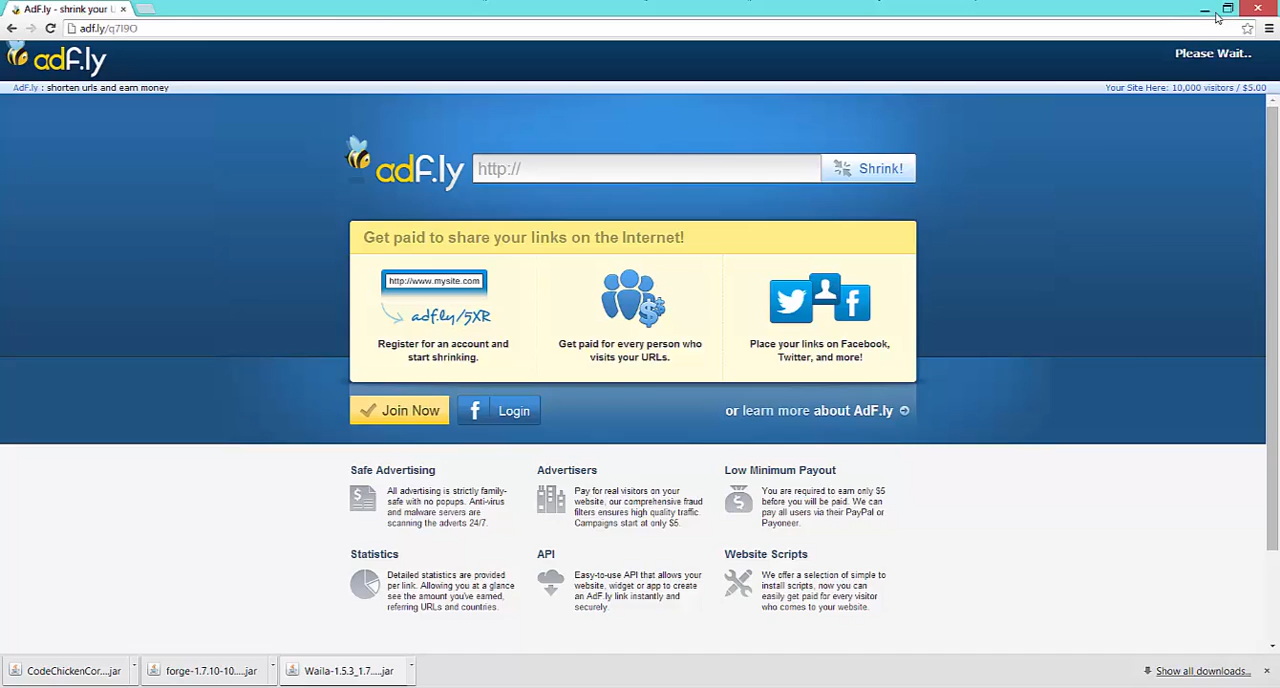 AdF.ly - shrink your L
adf.ly/q7I9O
adf.ly
Please Wait..
AdF.ly : shorten urls and earn money
Your Site Here: 10,000 visitors / $5.00
adf.ly
http://
Shrink!
Get paid to share your links on the Internet!
http://www.mysite.com
adf.ly/5XR
Register for an account and
start shrinking.
Get paid for every person who
visits your URLs.
Place your links on Facebook,
Twitter, and more!
Join Now
Login
or learn more about AdF.ly
Safe Advertising
All advertising is strictly family-
safe with no popups. Anti-virus
and malware servers are
scanning the adverts 24/7.
Advertisers
Pay for real visitors on your
website, our comprehensive fraud
filters ensures high quality traffic.
Campaigns start at only $5.
Low Minimum Payout
You are required to earn only $5
before you will be paid. We can
pay all users via their PayPal or
Payoneer.
Statistics
Detailed statistics are provided
per link. Allowing you at a glance
see the amount you've earned,
referring URLs and countries.
API
Easy-to-use API that allows your
website, widget or app to create
an AdF.ly link instantly and
securely.
Website Scripts
We offer a selection of simple to
install scripts, now you can
easily get paid for every visitor
who comes to your website.
CodeChickenCor....jar
forge-1.7.10-10....jar
Waila-1.5.3_1.7....jar
Show all downloads...